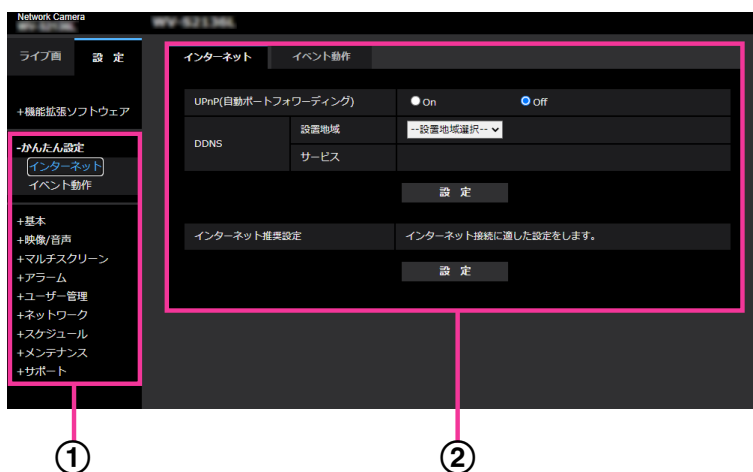 Network Camera
WV-S2136L
ライブ画
設 定
+機能拡張ソフトウェア
-かんたん設定
インターネット
イベント動作
+基本
+映像/音声
+マルチスクリーン
+アラーム
+ユーザー管理
+ネットワーク
+スケジュール
+メンテナンス
+サポート
インターネット
イベント動作
UPnP(自動ポートフォワーディング)
On
Off
DDNS
設置地域
--設置地域選択--
サービス
設 定
インターネット推奨設定
インターネット接続に適した設定をします。
設 定
①
②